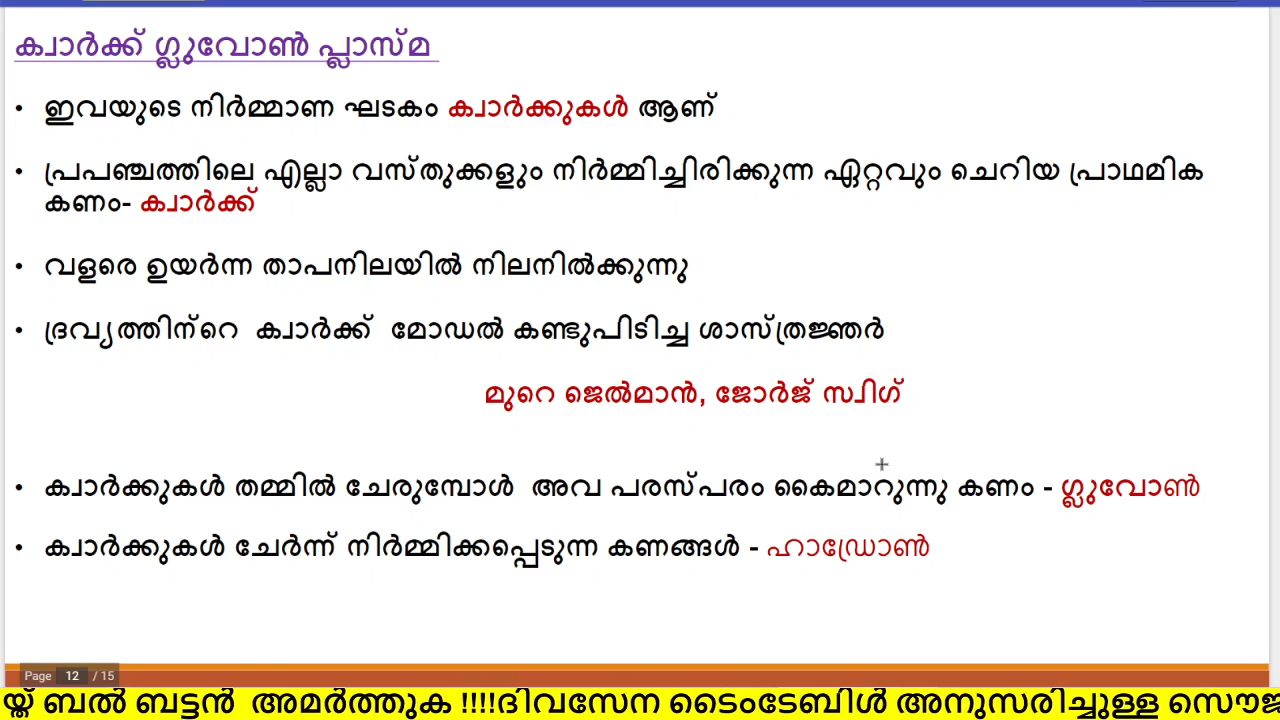 ക്വാർക്ക് ഗ്ലുവോൺ പ്ലാസ്മ
• ഇവയുടെ നിർമ്മാണ ഘടകം ക്വാർക്കുകൾ ആണ്
• പ്രപഞ്ചത്തിലെ എല്ലാ വസ്തുക്കളും നിർമ്മിച്ചിരിക്കുന്ന ഏറ്റവും ചെറിയ പ്രാഥമിക
കണം- ക്വാർക്ക്
• വളരെ ഉയർന്ന താപനിലയിൽ നിലനിൽക്കുന്നു
• ദ്രവ്യത്തിന്റെ ക്വാർക്ക് മോഡൽ കണ്ടുപിടിച്ച ശാസ്ത്രജ്ഞർ
മുറെ ജെൽമാൻ, ജോർജ് സ്വിഗ്
• ക്വാർക്കുകൾ തമ്മിൽ ചേരുമ്പോൾ അവ പരസ്പരം കൈമാറുന്നു കണം - ഗ്ലുവോൺ
• ക്വാർക്കുകൾ ചേർന്ന് നിർമ്മിക്കപ്പെടുന്ന കണങ്ങൾ - ഹാഡ്രോൺ
Page 12 / 15
ബൽ ബട്ടൻ അമർത്തുക !!!!ദിവസേന ടൈംടേബിൾ അനുസരിച്ചുള്ള